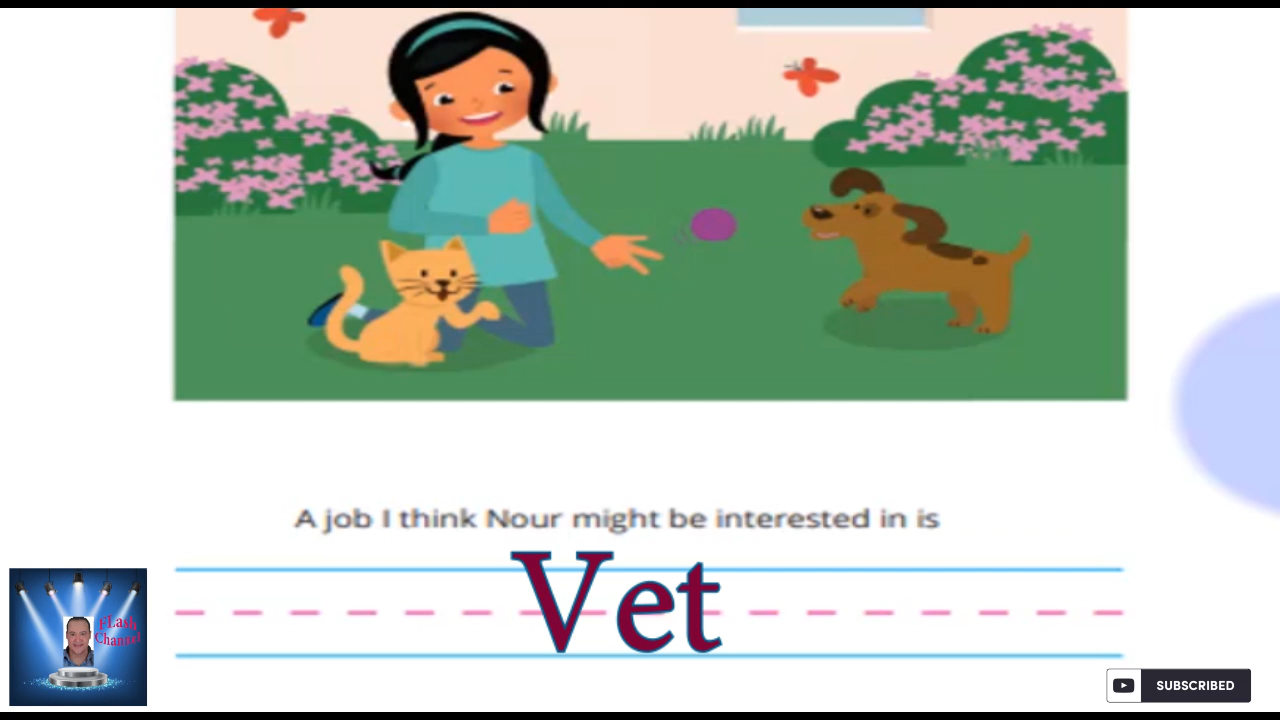 A job I think Nour might be interested in is
Vet
FLash
Channel
SUBSCRIBED